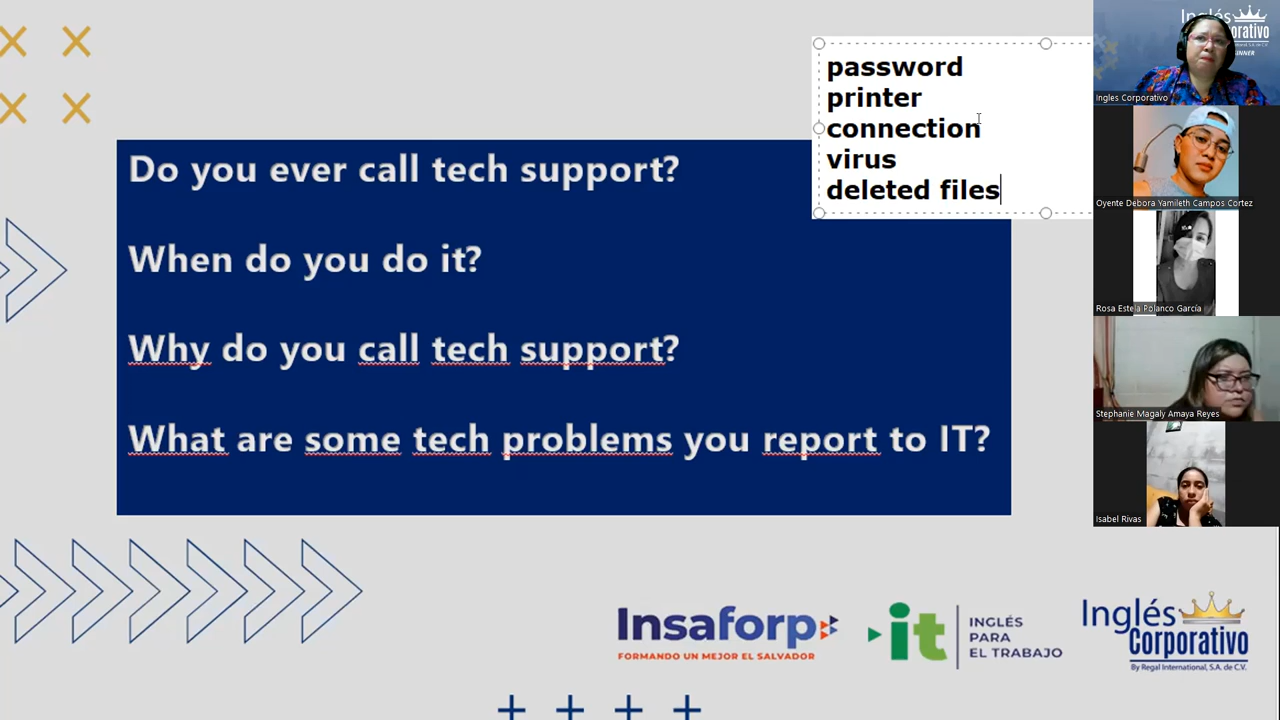 password
printer
connection
virus
deleted files
Do you ever call tech support?
When do you do it?
Why do you call tech support?
What are some tech problems you report to IT?
Insaforp
FORMANDO UN MEJOR EL SALVADOR
it
INGLÉS
PARA
EL TRABAJO
Inglés
Corporativo
By Regal International, S.A. de C.V.
Ingles Corporativo
Oyente Debora Yamileth Campos Cortez
Rosa Estela Polanco García
Stephanie Magaly Amaya Reyes
Isabel Rivas